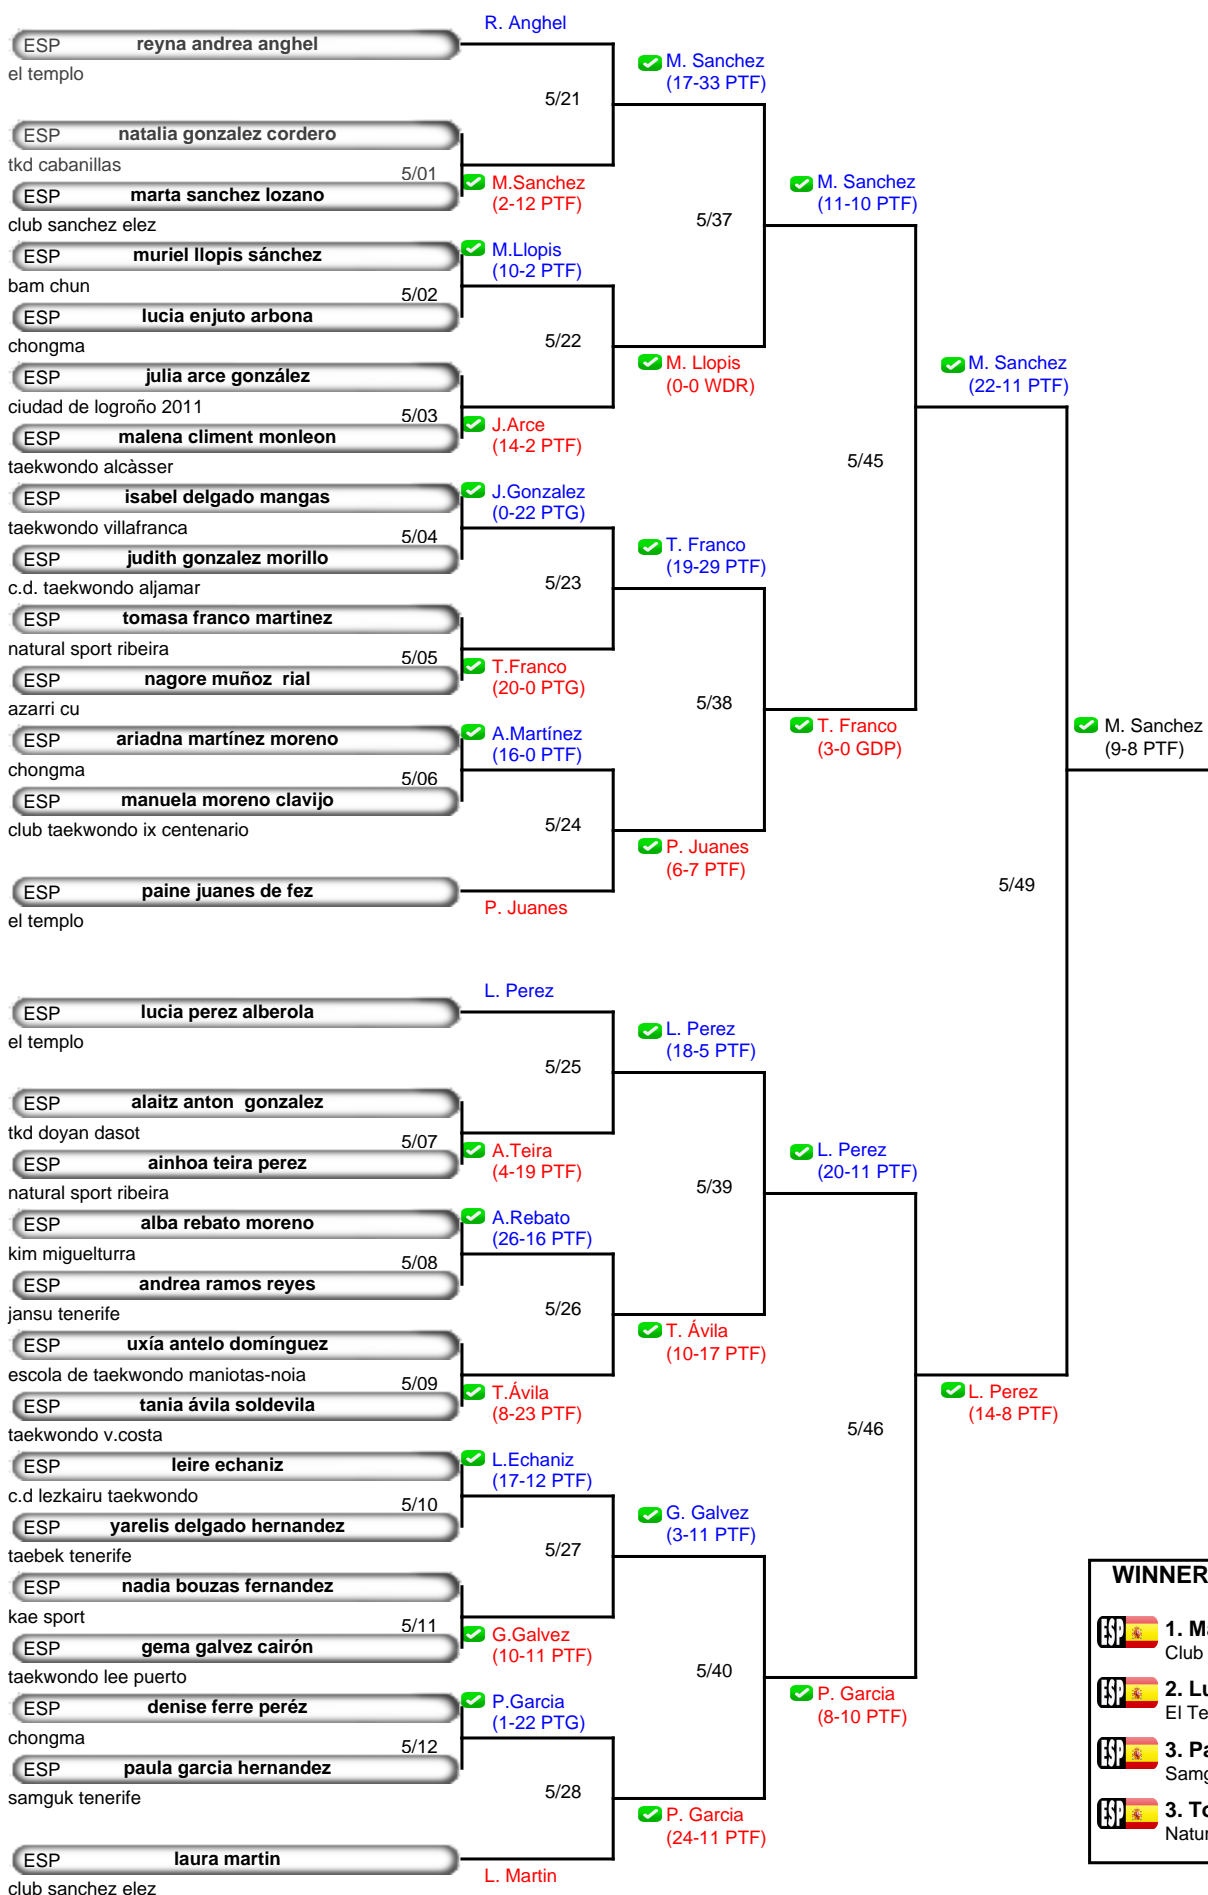 R. Anghel
ESP reyna andrea anghel
el templo
M. Sanchez
(17-33 PTF)
5/21
ESP natalia gonzalez cordero
tkd cabanillas
5/01
ESP marta sanchez lozano
club sanchez elez
M.Sanchez
(2-12 PTF)
M. Sanchez
(11-10 PTF)
5/37
ESP muriel llopis sánchez
bam chun
M.Llopis
(10-2 PTF)
5/02
ESP lucia enjuto arbona
chongma
5/22
M. Llopis
(0-0 WDR)
M. Sanchez
(22-11 PTF)
ESP julia arce gonzález
ciudad de logroño 2011
5/03
ESP malena climent monleon
taekwondo alcàsser
J.Arce
(14-2 PTF)
5/45
ESP isabel delgado mangas
taekwondo villafranca
J.Gonzalez
(0-22 PTG)
5/04
ESP judith gonzalez morillo
c.d. taekwondo aljamar
T. Franco
(19-29 PTF)
5/23
ESP tomasa franco martinez
natural sport ribeira
5/05
ESP nagore muñoz rial
azarri cu
T.Franco
(20-0 PTG)
5/38
T. Franco
(3-0 GDP)
M. Sanchez
(9-8 PTF)
ESP ariadna martínez moreno
chongma
A.Martínez
(16-0 PTF)
5/06
ESP manuela moreno clavijo
club taekwondo ix centenario
5/24
P. Juanes
(6-7 PTF)
ESP paine juanes de fez
el templo
P. Juanes
5/49
L. Perez
ESP lucia perez alberola
el templo
L. Perez
(18-5 PTF)
5/25
ESP alaitz anton gonzalez
tkd doyan dasot
5/07
ESP ainhoa teira perez
natural sport ribeira
A.Teira
(4-19 PTF)
L. Perez
(20-11 PTF)
5/39
ESP alba rebato moreno
kim miguelturra
A.Rebato
(26-16 PTF)
5/08
ESP andrea ramos reyes
jansu tenerife
5/26
T. Ávila
(10-17 PTF)
ESP uxía antelo domínguez
escola de taekwondo maniotas-noia
5/09
ESP tania ávila soldevila
taekwondo v.costa
T.Ávila
(8-23 PTF)
L. Perez
(14-8 PTF)
5/46
ESP leire echaniz
c.d lezkairu taekwondo
L.Echaniz
(17-12 PTF)
5/10
ESP yarelis delgado hernandez
taebek tenerife
G. Galvez
(3-11 PTF)
5/27
ESP nadia bouzas fernandez
kae sport
5/11
ESP gema galvez cairón
taekwondo lee puerto
G.Galvez
(10-11 PTF)
5/40
P. Garcia
(8-10 PTF)
ESP denise ferre peréz
chongma
P.Garcia
(1-22 PTG)
5/12
ESP paula garcia hernandez
samguk tenerife
5/28
P. Garcia
(24-11 PTF)
ESP laura martin
club sanchez elez
L. Martin
WINNER
ESP 1. Ma
Club
ESP 2. Lu
El Te
ESP 3. Pa
Samg
ESP 3. To
Natur